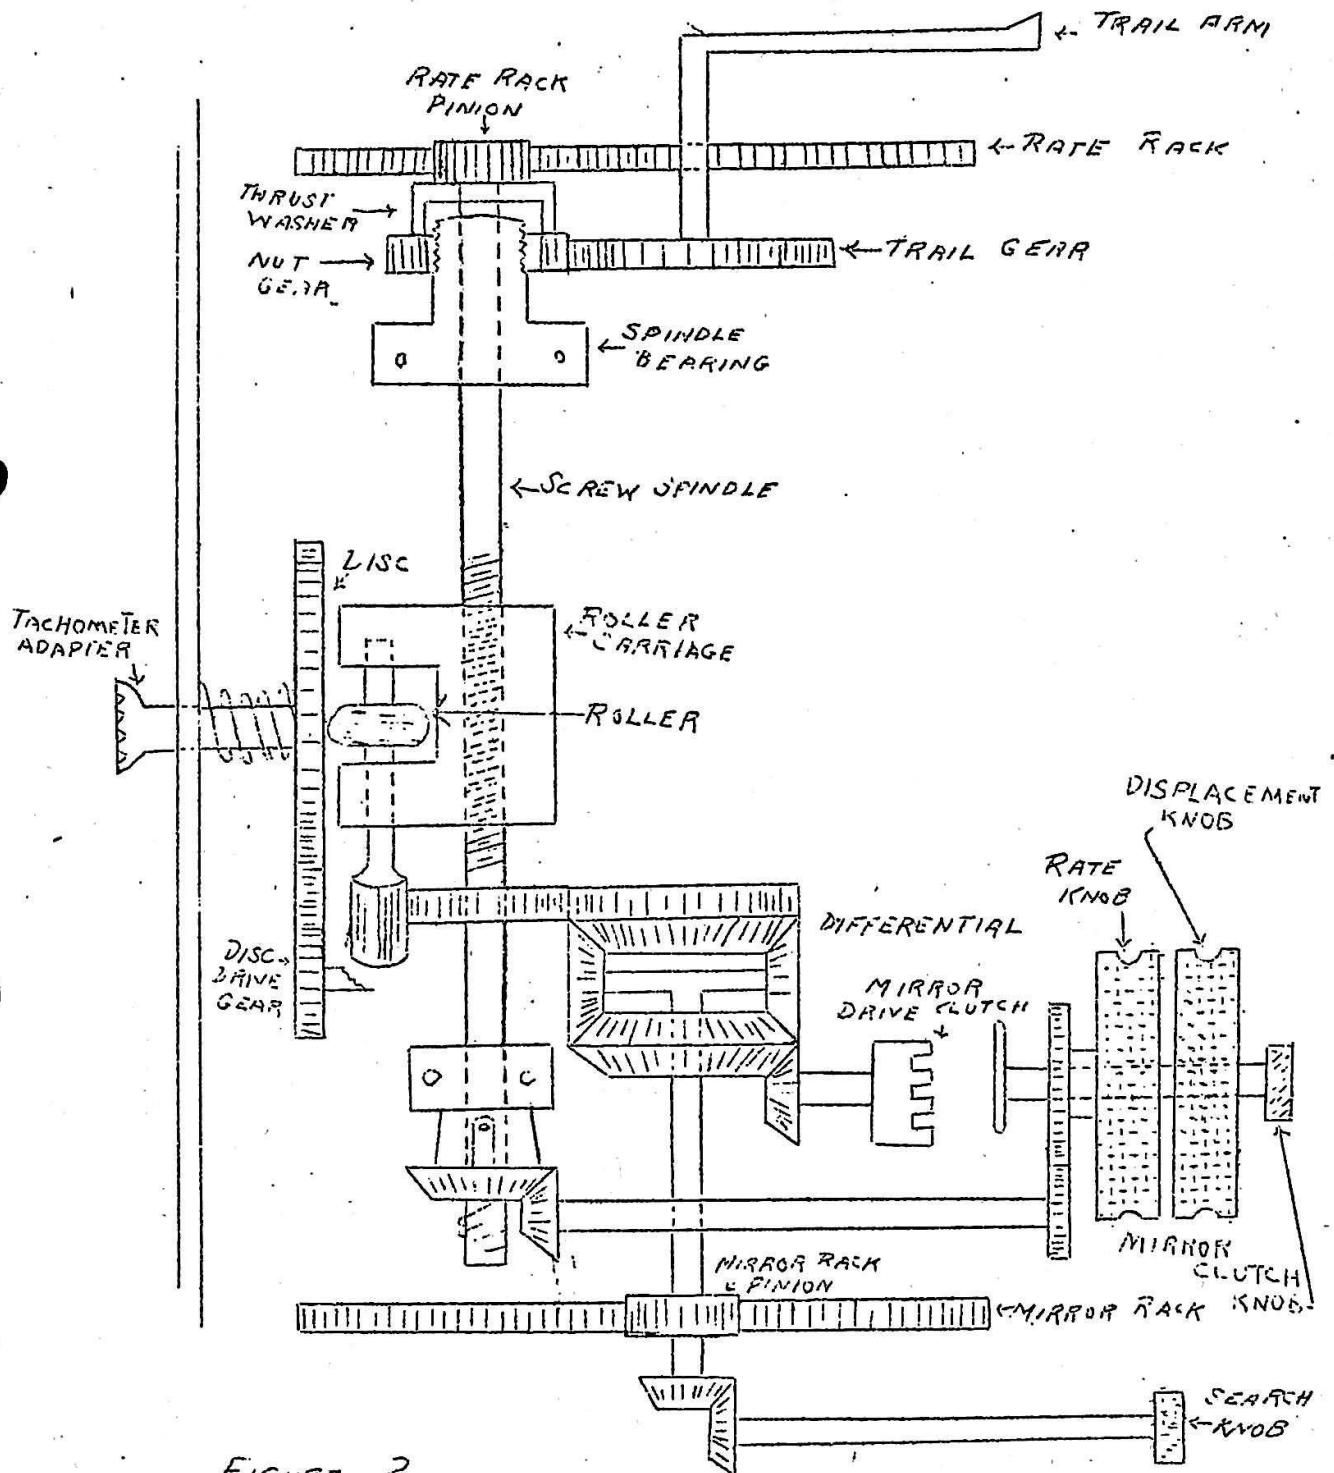 TRAIL ARM
RATE RACK
PINION
RATE RACK
THRUST
WASHER
NUT
GEAR
TRAIL GEAR
SPINDLE
BEARING
SCREW SPINDLE
DISC
TACHOMETER
ADAPTER
ROLLER
CARRIAGE
ROLLER
DISPLACEMENT
KNOB
RATE
KNOB
DIFFERENTIAL
DISC
DRIVE
GEAR
MIRROR
DRIVE CLUTCH
MIRROR
CLUTCH
KNOB
MIRROR RACK
PINION
MIRROR RACK
SEARCH
KNOB
FIGURE 2